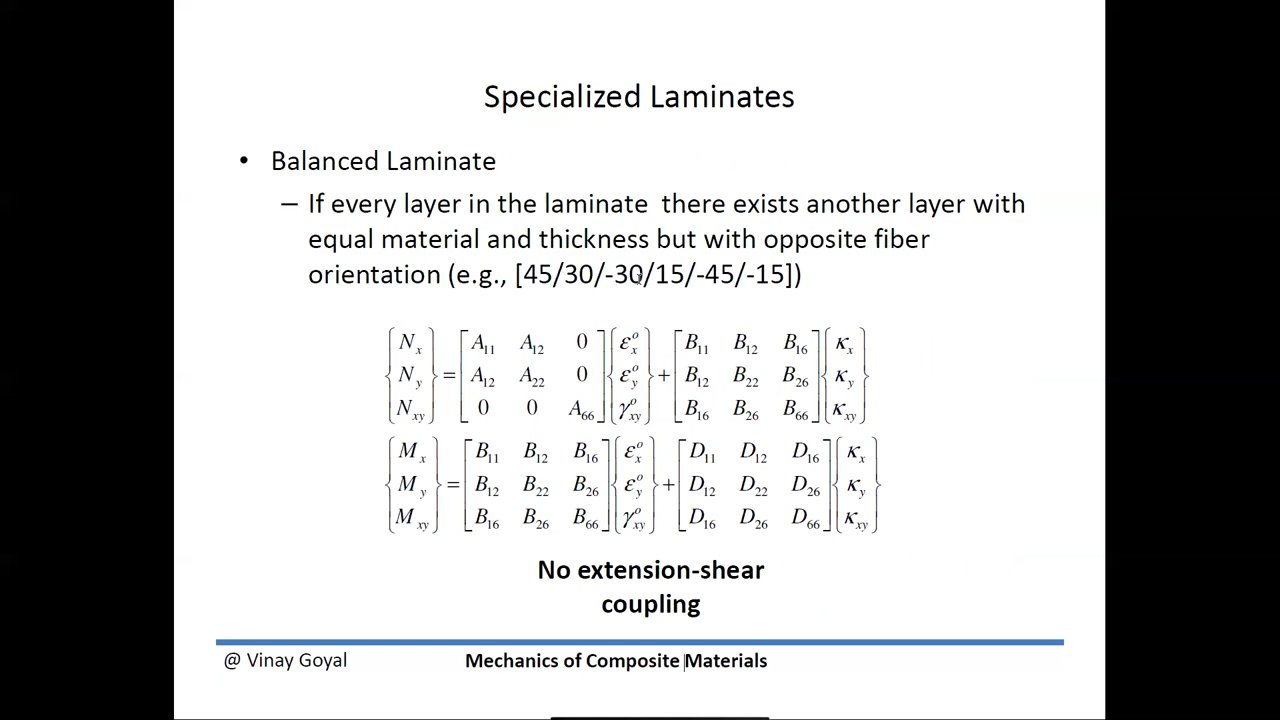 Specialized Laminates
• Balanced Laminate
– If every layer in the laminate there exists another layer with
equal material and thickness but with opposite fiber
orientation (e.g., [45/30/-30/15/-45/-15])
{N_x; N_y; N_xy} = [A_11 A_12 0; A_12 A_22 0; 0 0 A_66] {ε_x^o; ε_y^o; γ_xy^o} + [B_11 B_12 B_16; B_12 B_22 B_26; B_16 B_26 B_66] {κ_x; κ_y; κ_xy}
{M_x; M_y; M_xy} = [B_11 B_12 B_16; B_12 B_22 B_26; B_16 B_26 B_66] {ε_x^o; ε_y^o; γ_xy^o} + [D_11 D_12 D_16; D_12 D_22 D_26; D_16 D_26 D_66] {κ_x; κ_y; κ_xy}
No extension-shear
coupling
@ Vinay Goyal
Mechanics of Composite Materials